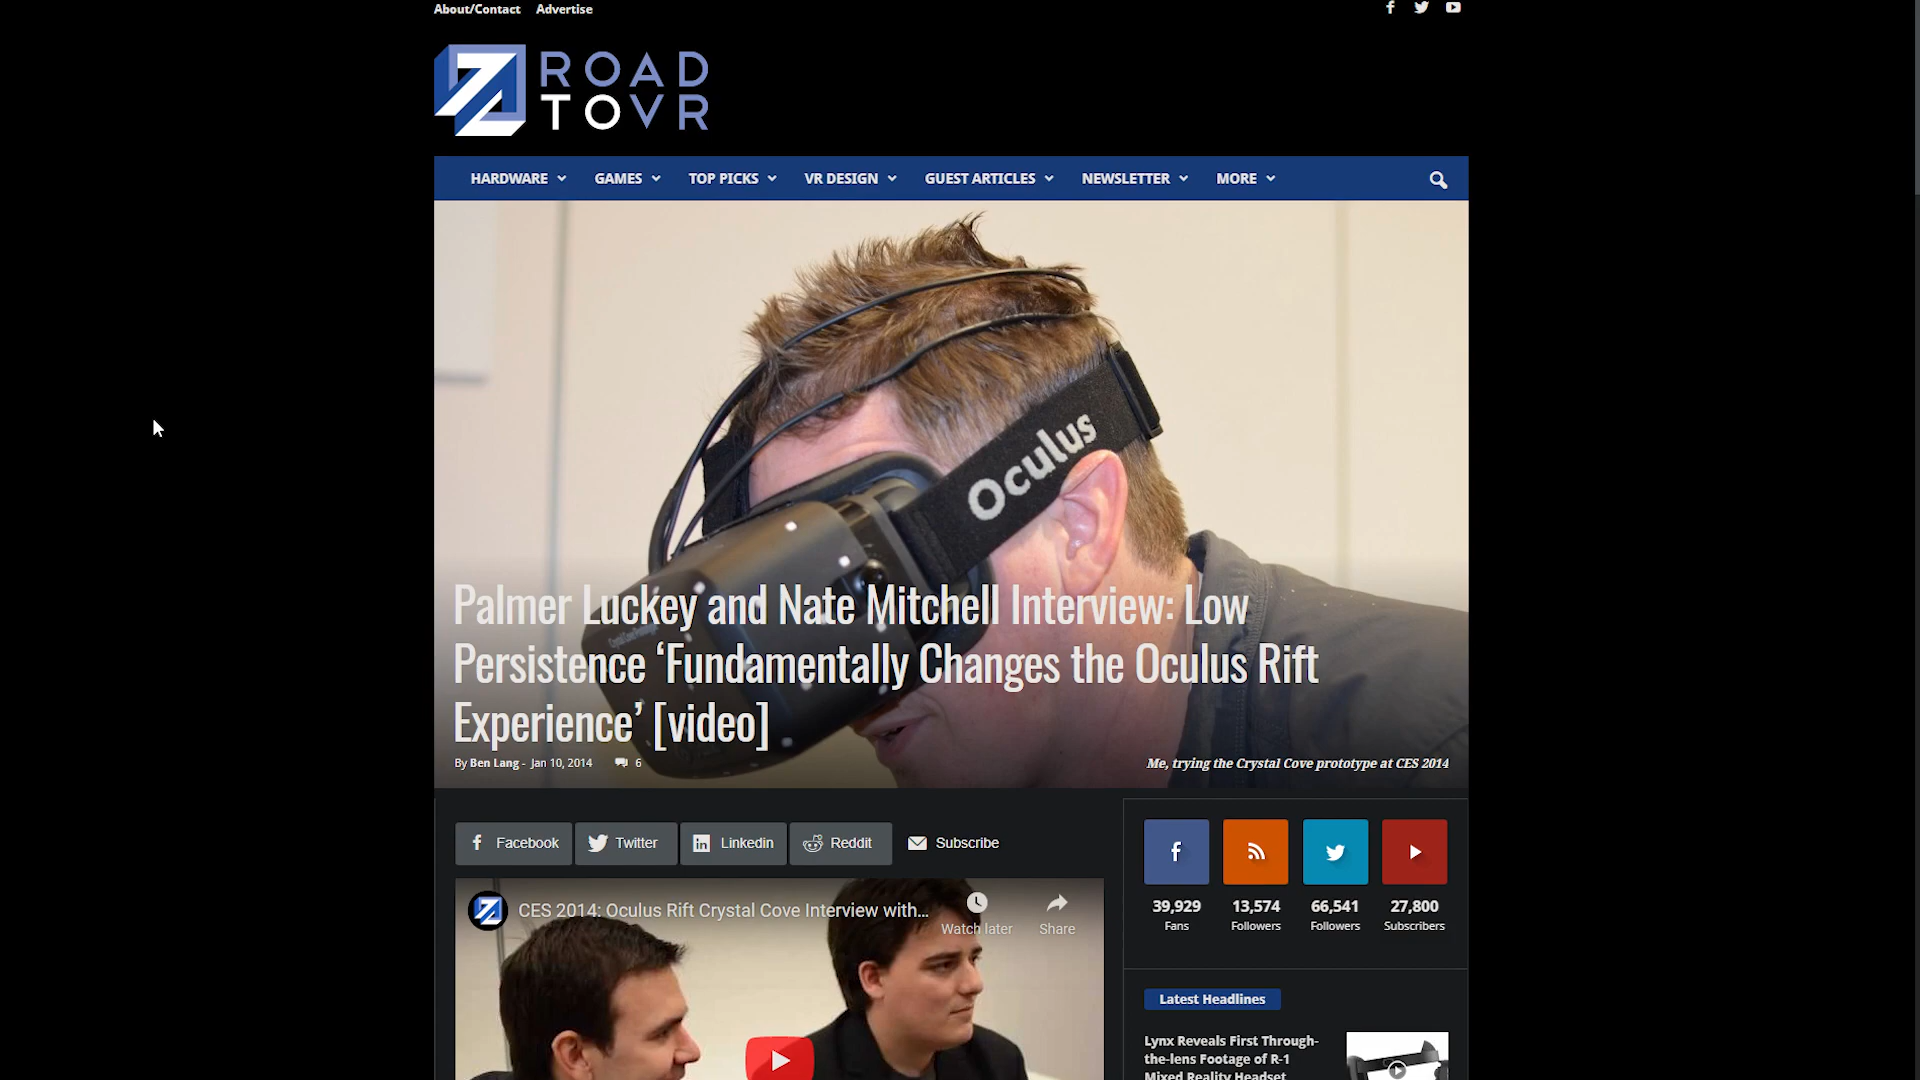 About/Contact Advertise
ROAD
TOVR
HARDWARE GAMES TOP PICKS VR DESIGN GUEST ARTICLES NEWSLETTER MORE
Oculus
Palmer Luckey and Nate Mitchell Interview: Low
Persistence ‘Fundamentally Changes the Oculus Rift
Experience’ [video]
By Ben Lang - Jan 10, 2014 6
Me, trying the Crystal Cove prototype at CES 2014
Facebook Twitter Linkedin Reddit Subscribe
CES 2014: Oculus Rift Crystal Cove Interview with...
Watch later Share
39,929 13,574 66,541 27,800
Fans Followers Followers Subscribers
Latest Headlines
Lynx Reveals First Through-
the-lens Footage of R-1
Mixed Reality Headset